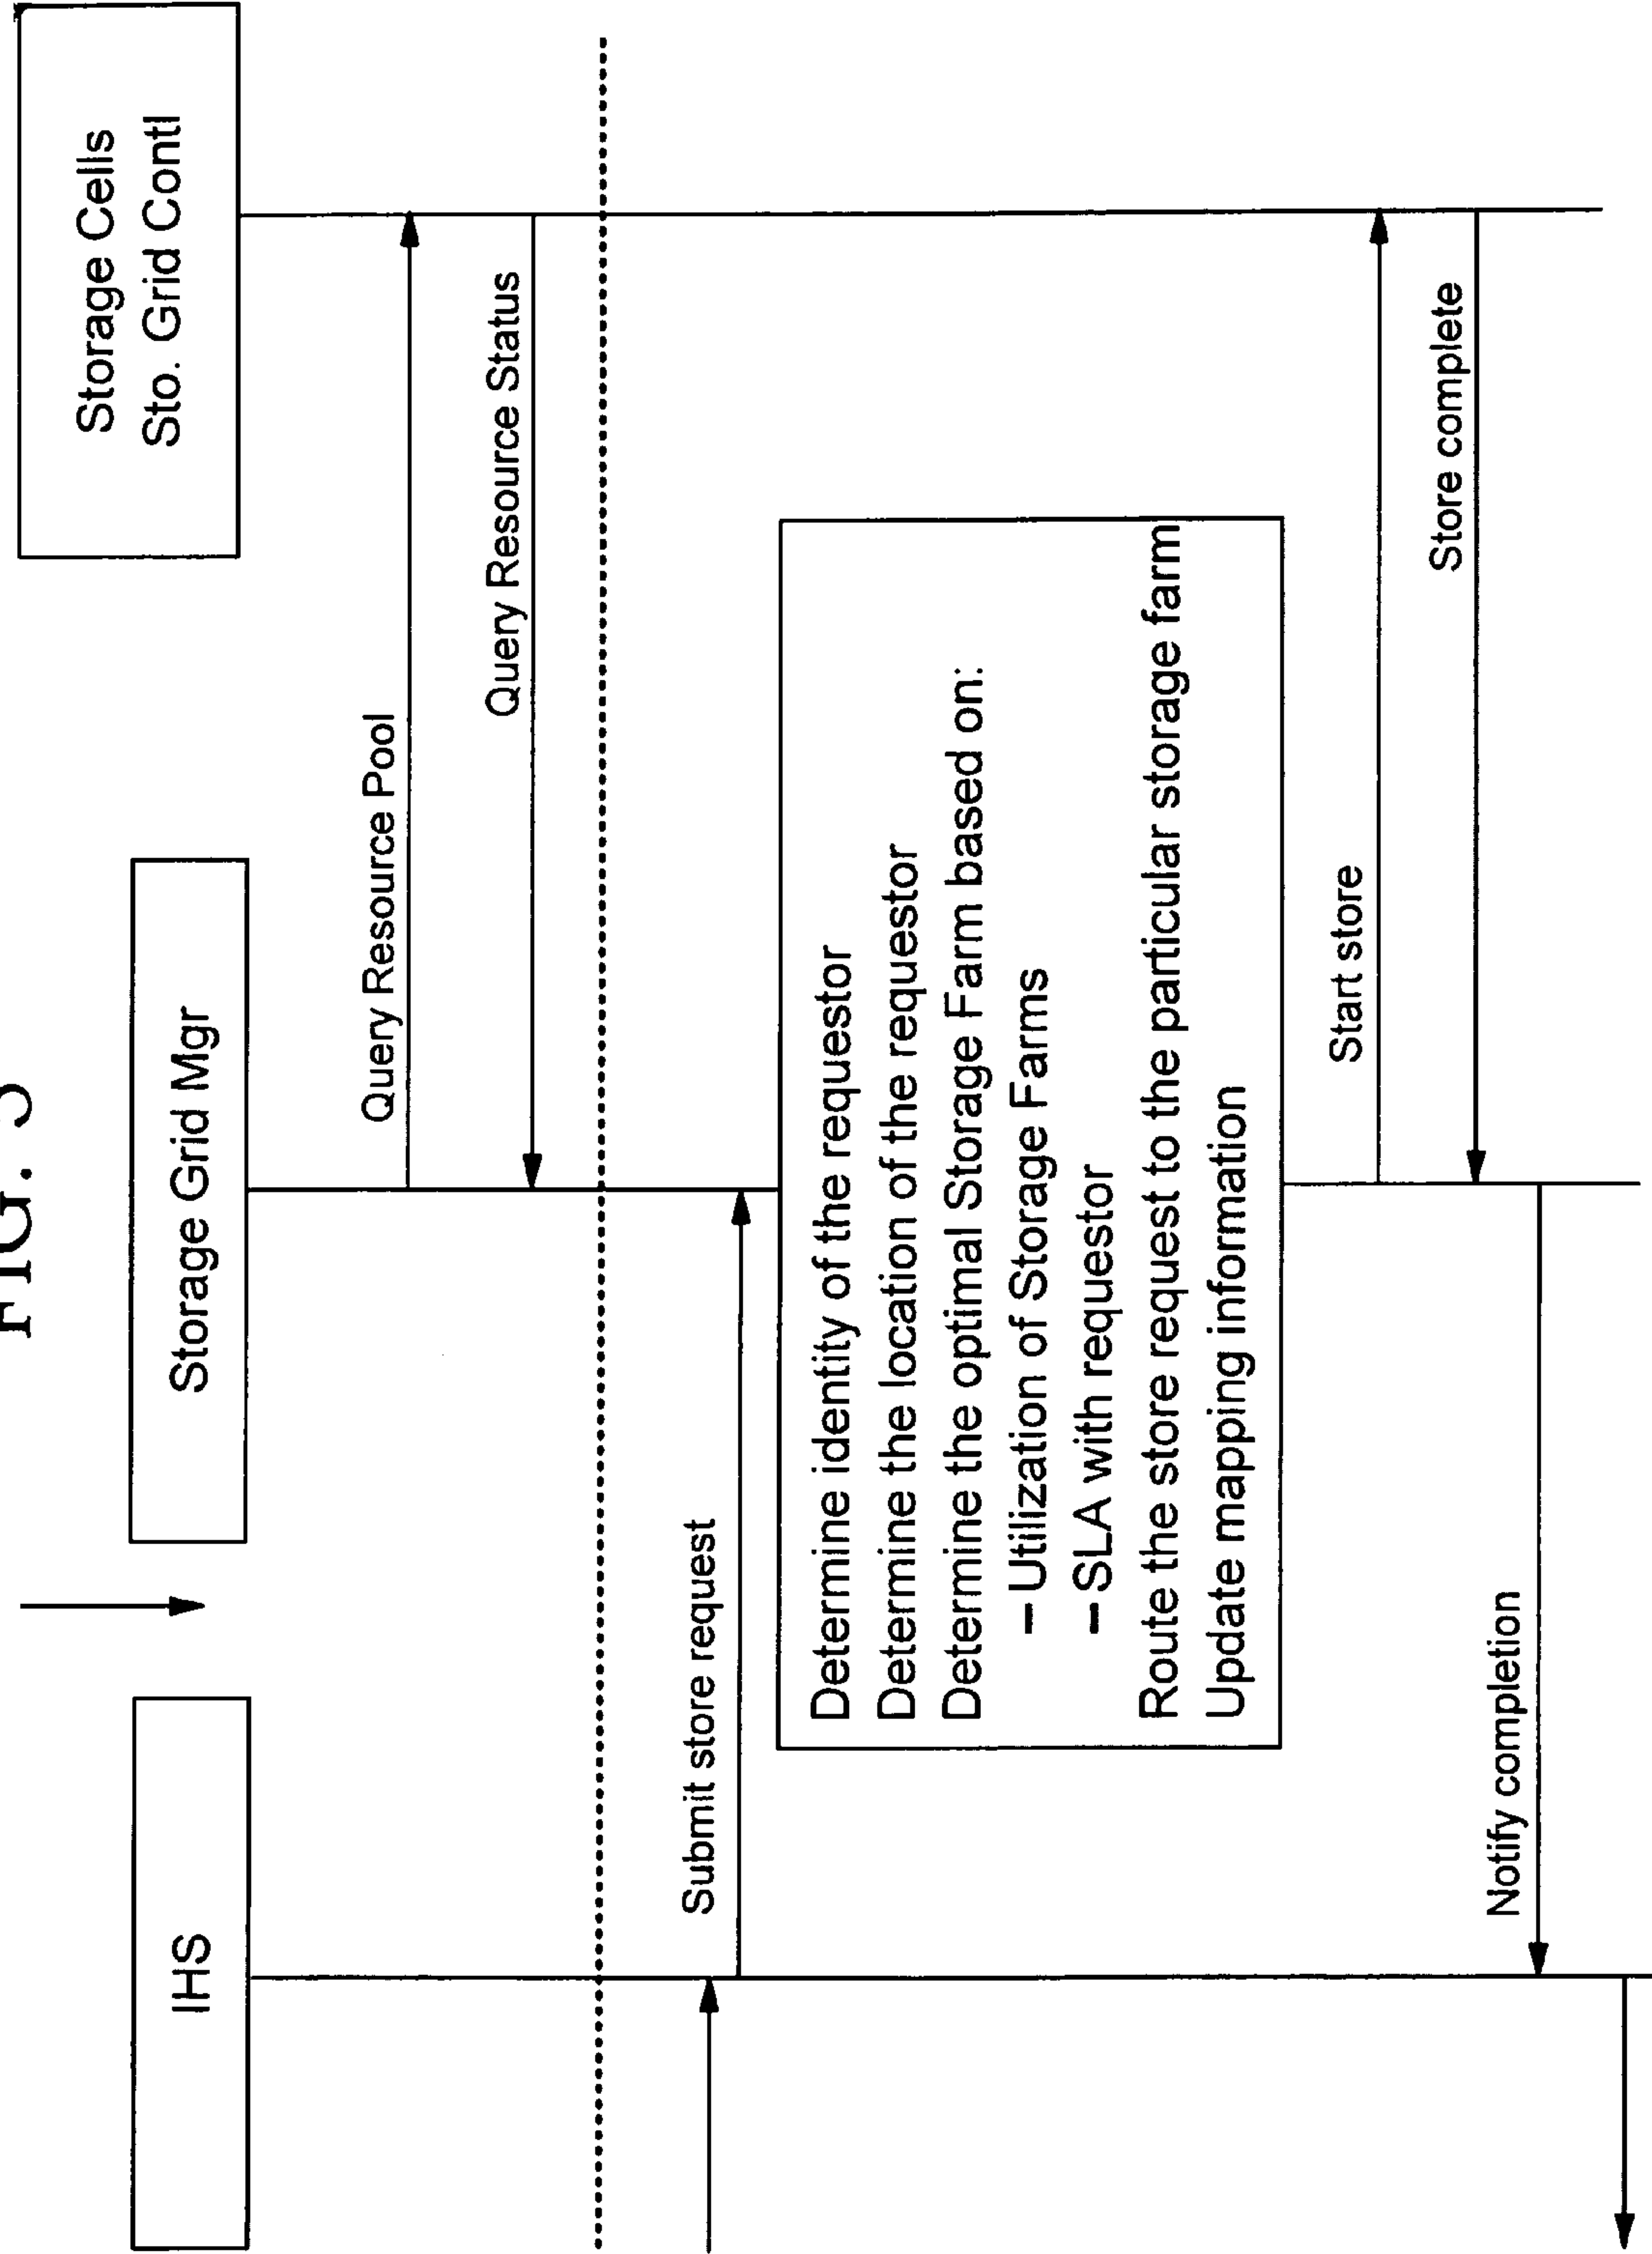 FIG. 5
IHS
Storage Grid Mgr
Storage Cells
Sto. Grid Contl
Query Resource Pool
Query Resource Status
Submit store request
Determine identity of the requestor
Determine the location of the requestor
Determine the optimal Storage Farm based on:
– Utilization of Storage Farms
– SLA with requestor
Route the store request to the particular storage farm
Update mapping information
Start store
Store complete
Notify completion